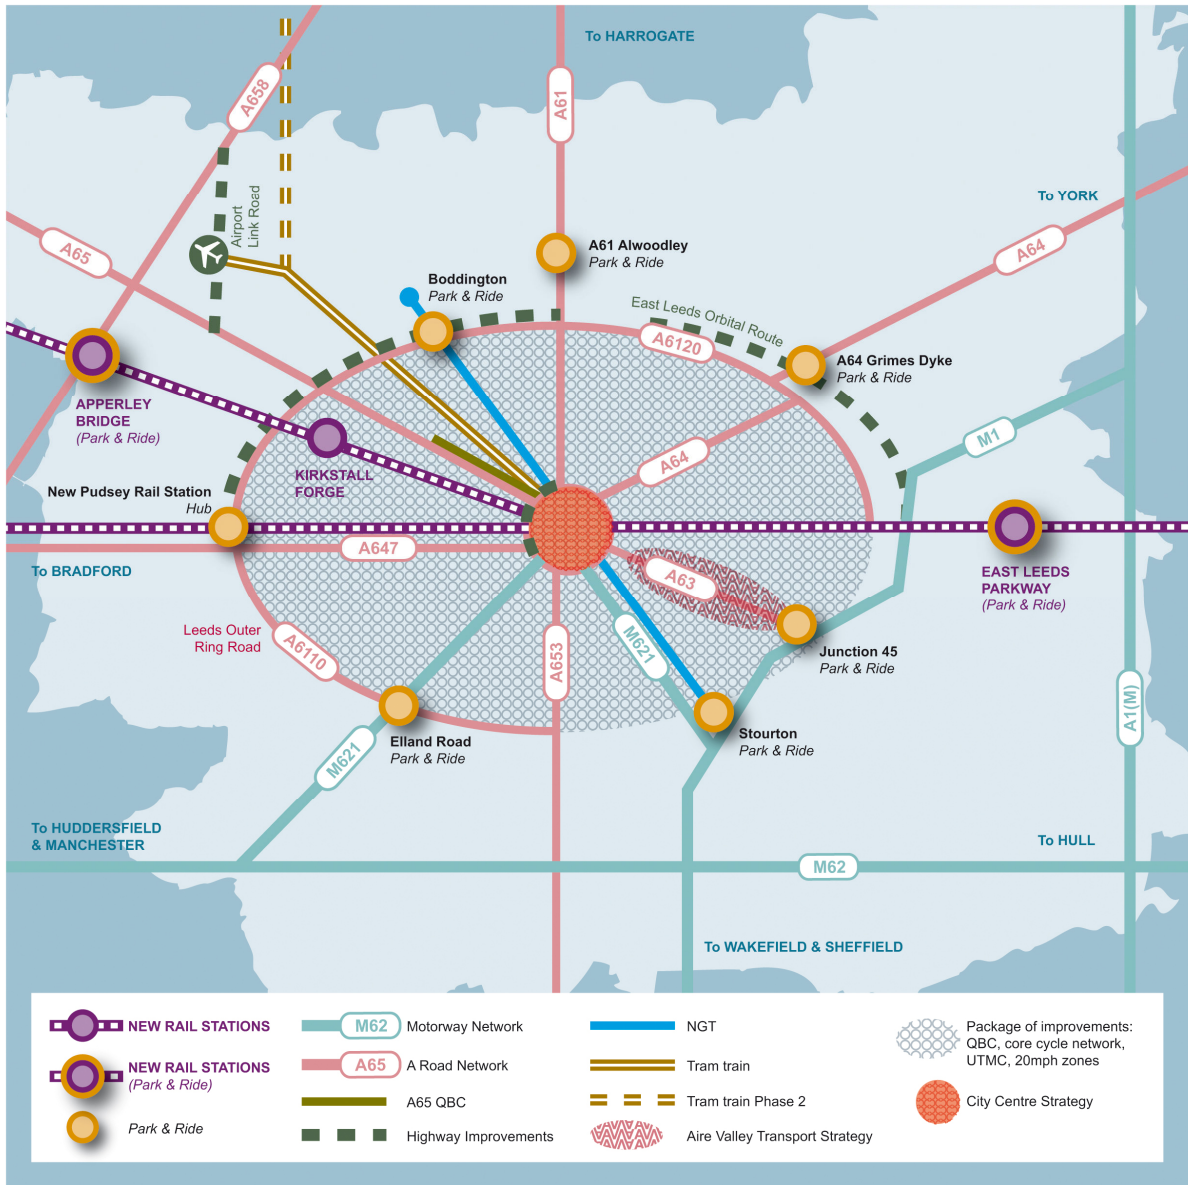 To HARROGATE
A658
A61
Airport
Link Road
To YORK
A65
A61 Alwoodley
Park & Ride
A64
Boddington
Park & Ride
East Leeds Orbital Route
A6120
A64 Grimes Dyke
Park & Ride
APPERLEY
BRIDGE
(Park & Ride)
M1
A64
KIRKSTALL
FORGE
New Pudsey Rail Station
Hub
A647
To BRADFORD
A63
EAST LEEDS
PARKWAY
(Park & Ride)
Leeds Outer
Ring Road
A6110
A653
M621
Junction 45
Park & Ride
A1(M)
Elland Road
Park & Ride
Stourton
Park & Ride
M621
To HUDDERSFIELD
& MANCHESTER
To HULL
M62
To WAKEFIELD & SHEFFIELD
NEW RAIL STATIONS
NEW RAIL STATIONS
(Park & Ride)
Park & Ride
M62
Motorway Network
A65
A Road Network
A65 QBC
Highway Improvements
NGT
Tram train
Tram train Phase 2
Aire Valley Transport Strategy
Package of improvements:
QBC, core cycle network,
UTMC, 20mph zones
City Centre Strategy